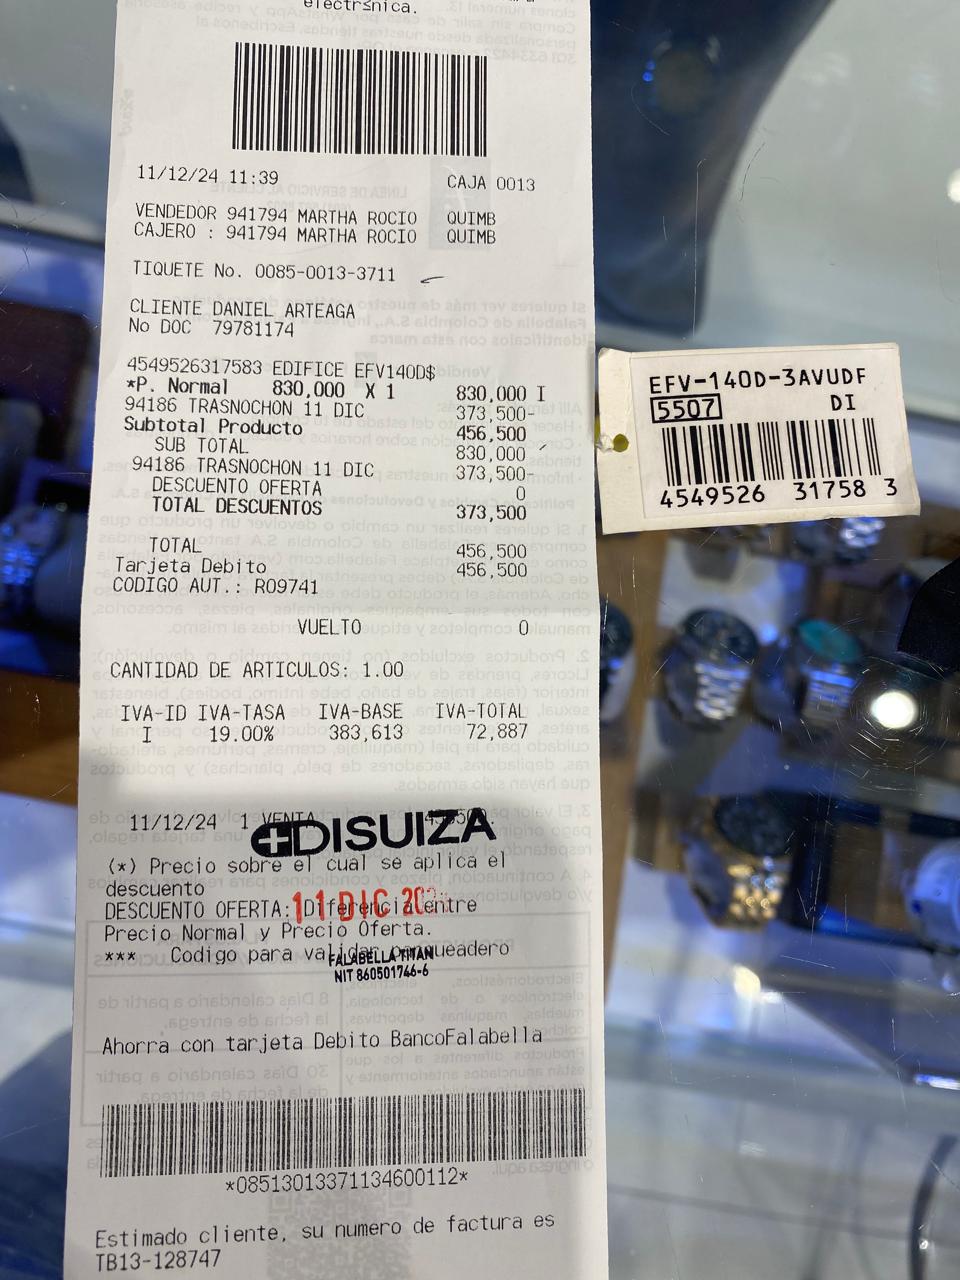 electrśnica.
11/12/24 11:39 CAJA 0013
VENDEDOR 941794 MARTHA ROCIO QUIMB
CAJERO : 941794 MARTHA ROCIO QUIMB
TIQUETE No. 0085-0013-3711
CLIENTE DANIEL ARTEAGA
No DOC 79781174
4549526317583 EDIFICE EFV140D$
*P. Normal 830,000 X 1 830,000 I
94186 TRASNOCHON 11 DIC 373,500-
Subtotal Producto 456,500
SUB TOTAL 830,000
94186 TRASNOCHON 11 DIC 373,500-
DESCUENTO OFERTA 0
TOTAL DESCUENTOS 373,500
TOTAL 456,500
Tarjeta Debito 456,500
CODIGO AUT.: RO9741
VUELTO 0
CANTIDAD DE ARTICULOS: 1.00
IVA-ID IVA-TASA IVA-BASE IVA-TOTAL
I 19.00% 383,613 72,887
11/12/24 1 VENTA
DISUIZA
(*) Precio sobre el cual se aplica el
descuento
DESCUENTO OFERTA: Diferencia entre
11 DIC
Precio Normal y Precio Oferta.
*** Codigo para validar parqueadero
FALABELLA TITAN
NIT 860501746-6
Ahorra con tarjeta Debito BancoFalabella
*08513013371134600112*
Estimado cliente, su numero de factura es
TB13-128747
EFV-140D-3AVUDF
5507 DI
4549526 31758 3